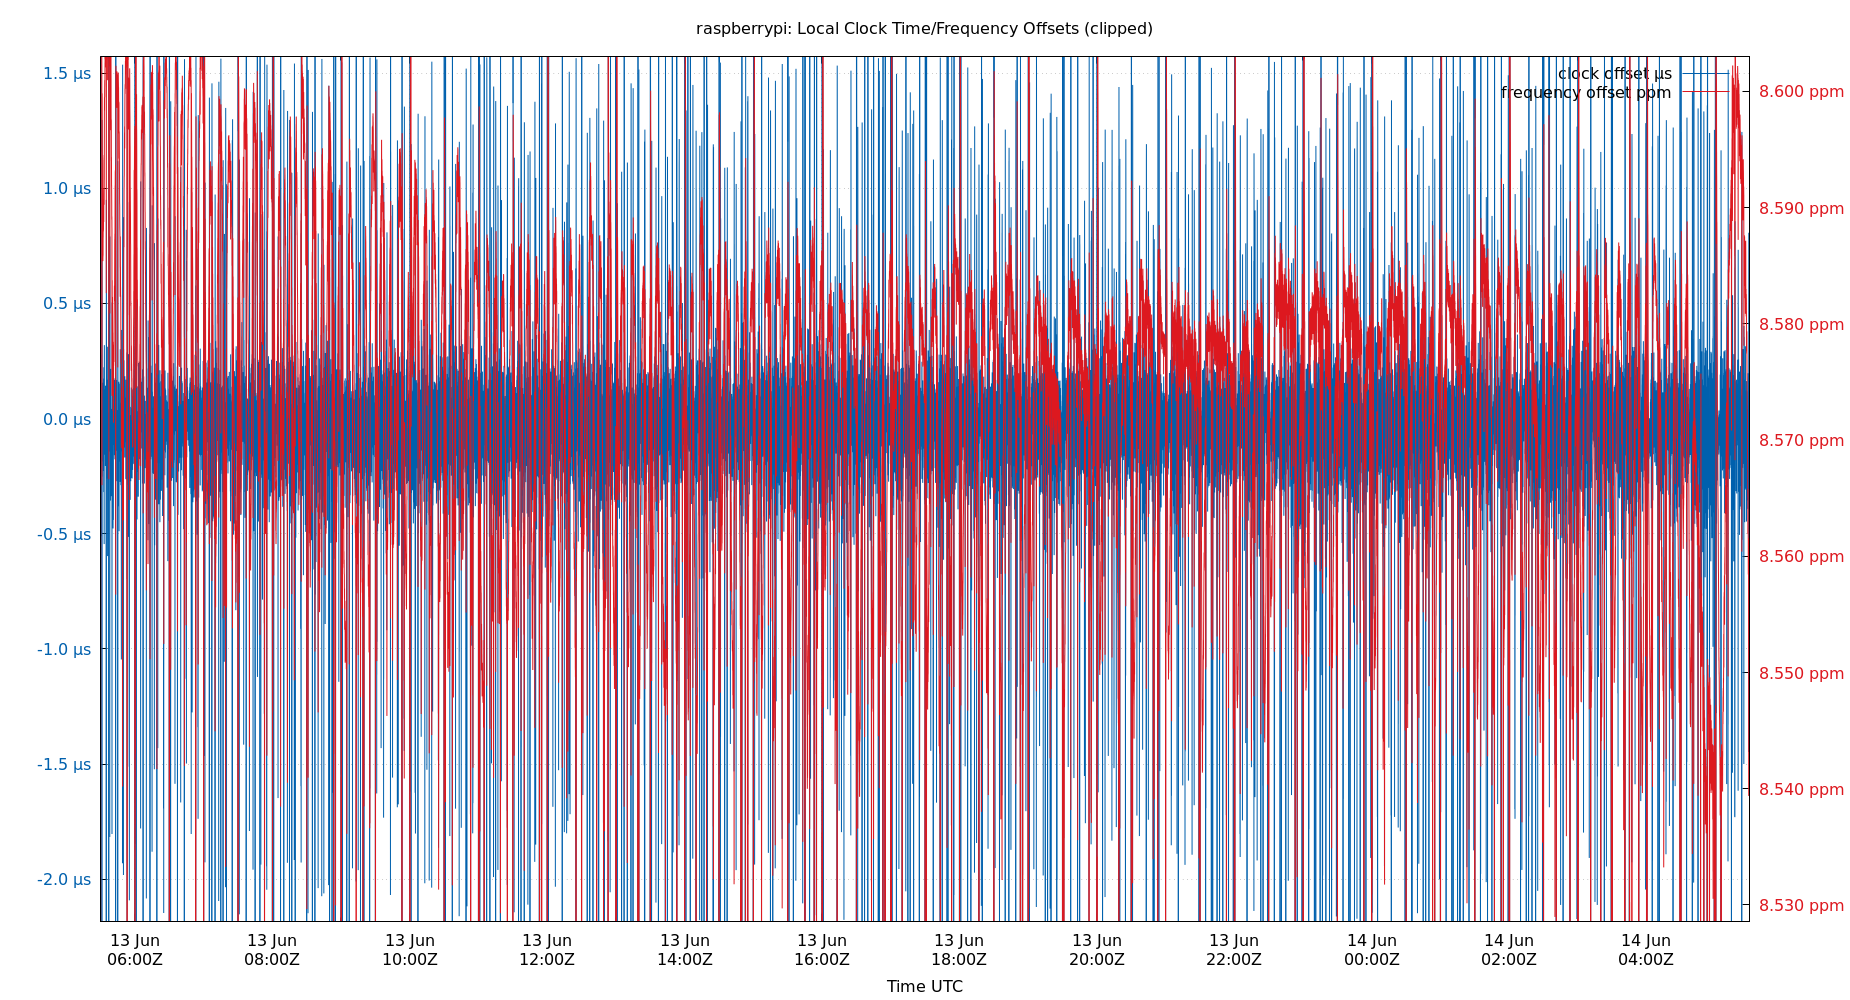 raspberrypi: Local Clock Time/Frequency Offsets (clipped)
clock offset µs
frequency offset ppm
1.5 µs
1.0 µs
0.5 µs
0.0 µs
-0.5 µs
-1.0 µs
-1.5 µs
-2.0 µs
8.600 ppm
8.590 ppm
8.580 ppm
8.570 ppm
8.560 ppm
8.550 ppm
8.540 ppm
8.530 ppm
13 Jun 13 Jun 13 Jun 13 Jun 13 Jun 13 Jun 13 Jun 13 Jun 13 Jun 14 Jun 14 Jun 14 Jun
06:00Z 08:00Z 10:00Z 12:00Z 14:00Z 16:00Z 18:00Z 20:00Z 22:00Z 00:00Z 02:00Z 04:00Z
Time UTC